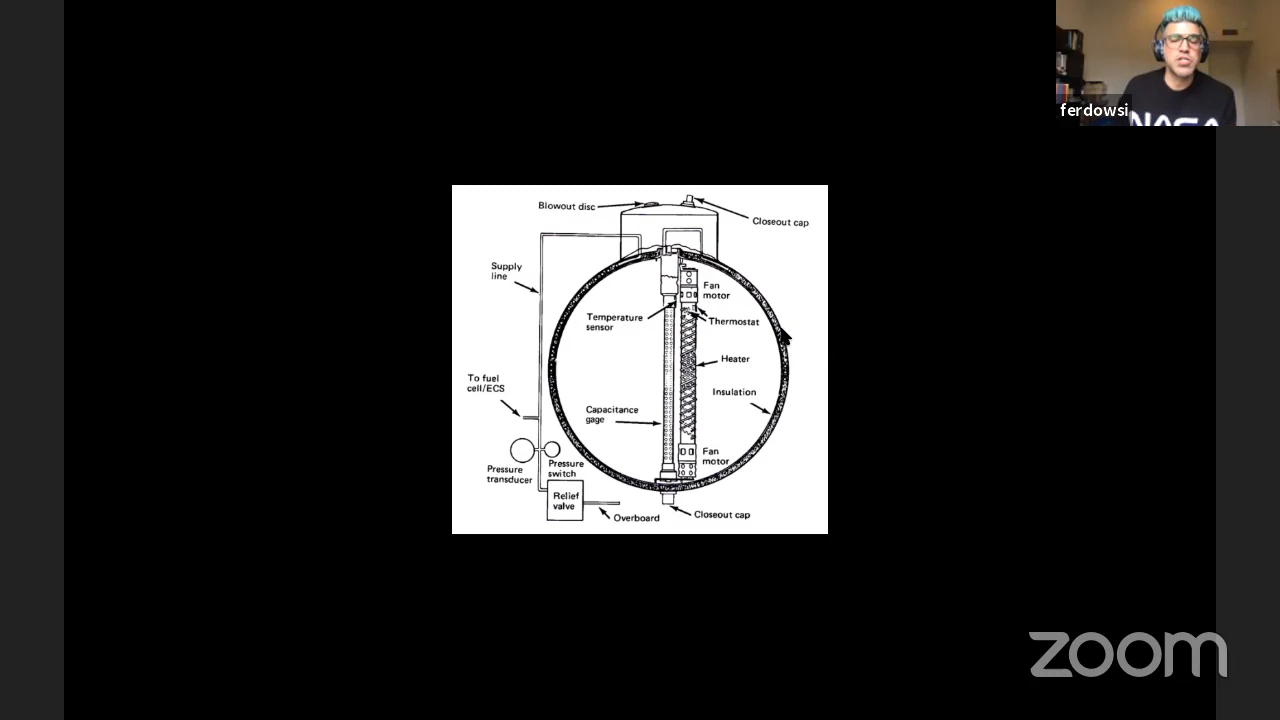 ferdowsi
NASA
Blowout disc
Closeout cap
Supply
line
Fan
motor
Temperature
sensor
Thermostat
Heater
To fuel
cell/ECS
Insulation
Capacitance
gage
Fan
motor
Pressure
transducer
Pressure
switch
Relief
valve
Overboard
Closeout cap
zoom